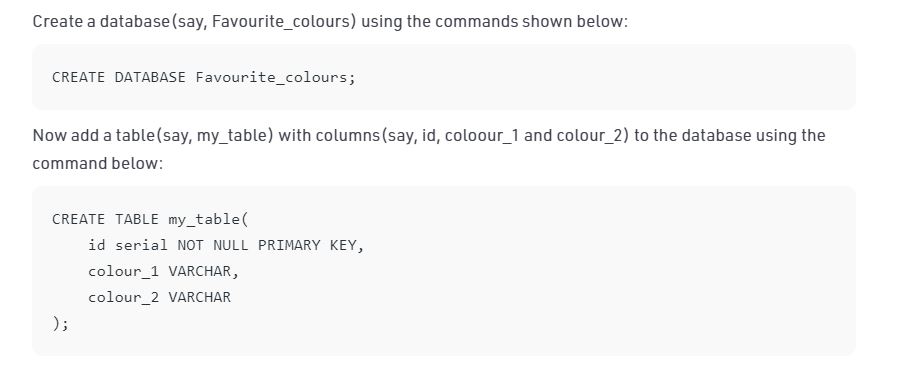 Create a database(say, Favourite_colours) using the commands shown below:
CREATE DATABASE Favourite_colours;
Now add a table(say, my_table) with columns(say, id, coloour_1 and colour_2) to the database using the
command below:
CREATE TABLE my_table(
    id serial NOT NULL PRIMARY KEY,
    colour_1 VARCHAR,
    colour_2 VARCHAR
);